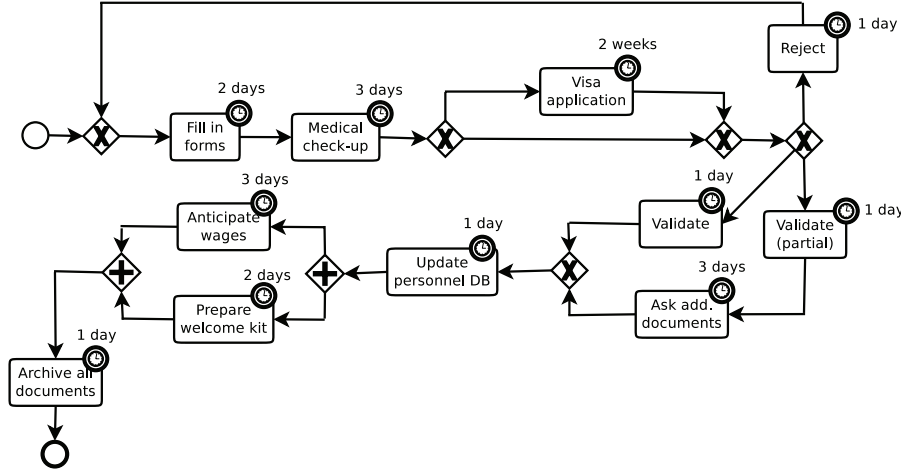 1 day
Reject
2 weeks
Visa
application
2 days
Fill in
forms
3 days
Medical
check-up
X
X
X
X
1 day
Validate
1 day
Validate
(partial)
3 days
Anticipate
wages
1 day
Update
personnel DB
X
3 days
Ask add.
documents
2 days
Prepare
welcome kit
1 day
Archive all
documents